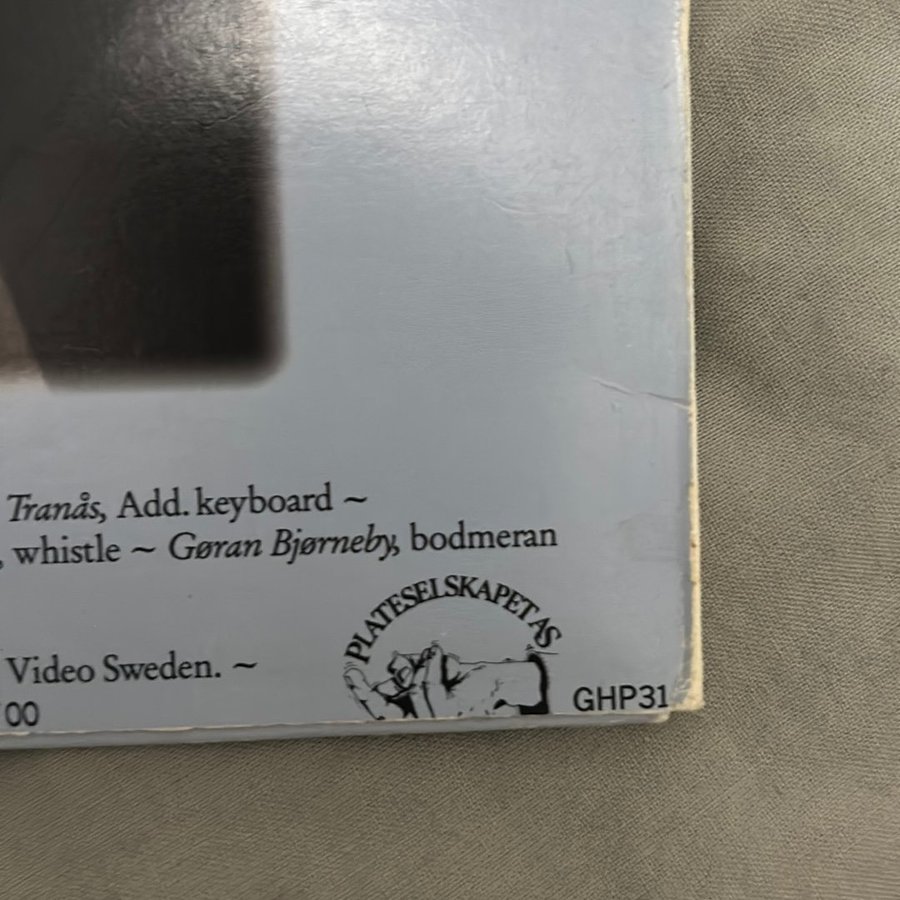 Tranås, Add. keyboard ~
, whistle ~ Gøran Bjørneby, bodmeran
PLATESELSKAPET AS
Video Sweden. ~
GHP31
00